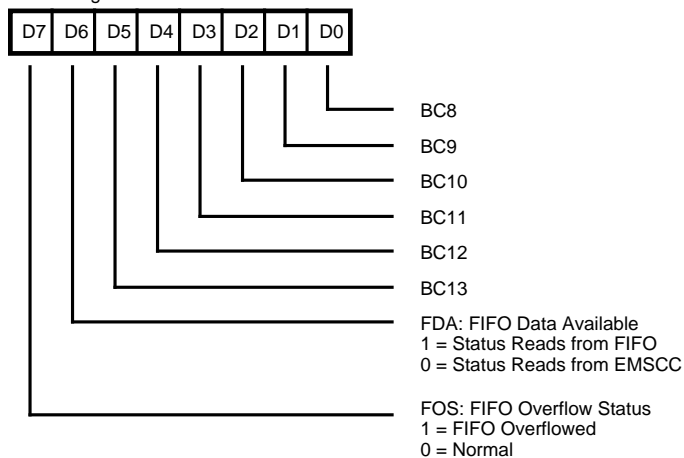 D7 D6 D5 D4 D3 D2 D1 D0
BC8
BC9
BC10
BC11
BC12
BC13
FDA: FIFO Data Available
1 = Status Reads from FIFO
0 = Status Reads from EMSCC
FOS: FIFO Overflow Status
1 = FIFO Overflowed
0 = Normal